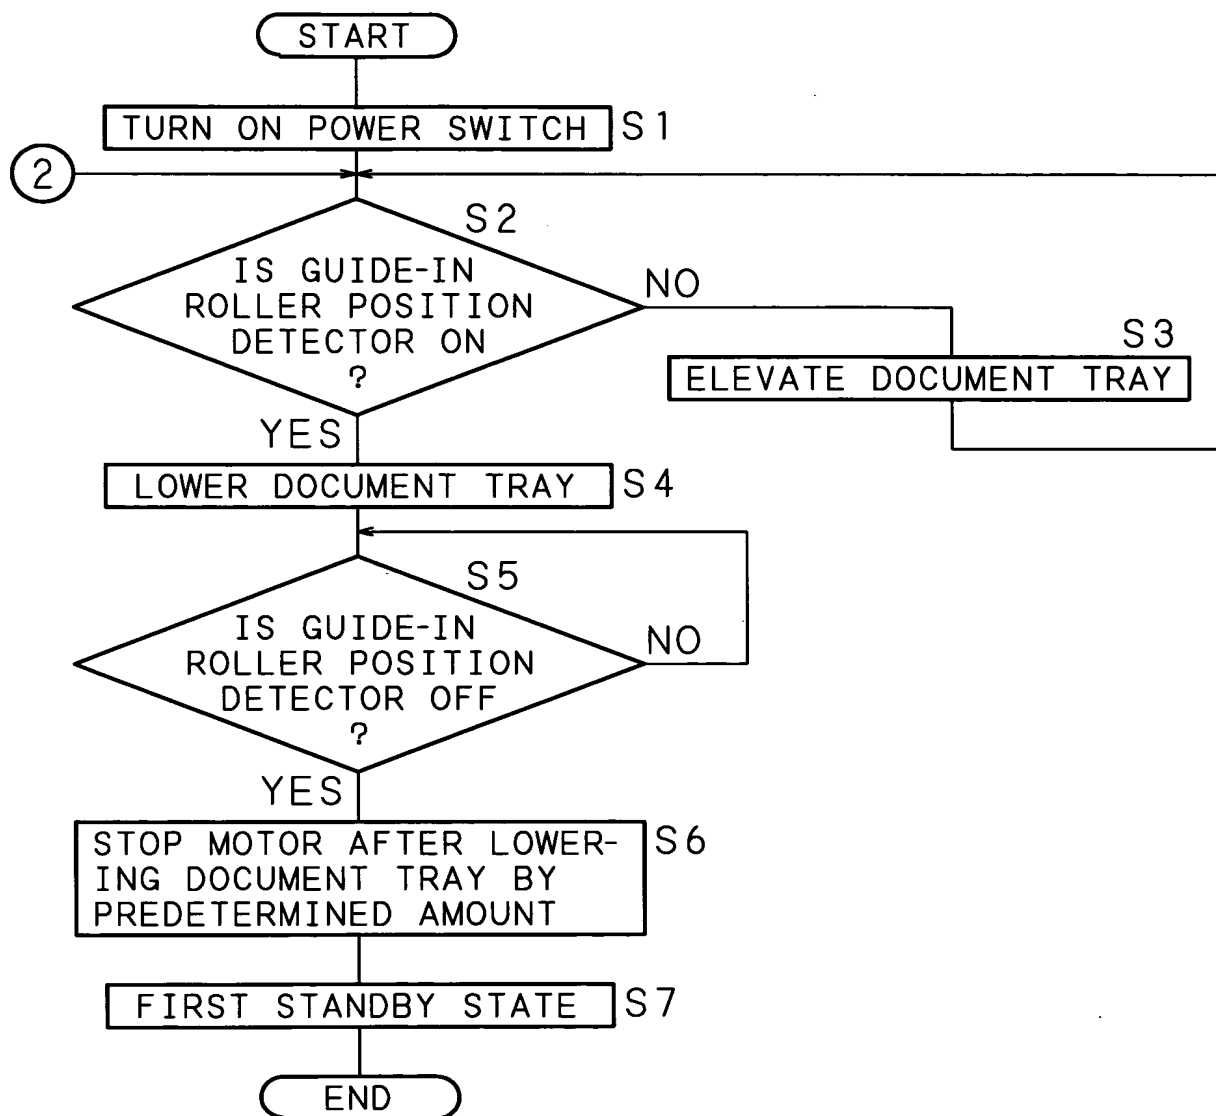 START
TURN ON POWER SWITCH S1
2
S2
IS GUIDE-IN
ROLLER POSITION
DETECTOR ON
?
NO
S3
ELEVATE DOCUMENT TRAY
YES
LOWER DOCUMENT TRAY S4
S5
IS GUIDE-IN
ROLLER POSITION
DETECTOR OFF
?
NO
YES
STOP MOTOR AFTER LOWER- S6
ING DOCUMENT TRAY BY
PREDETERMINED AMOUNT
FIRST STANDBY STATE S7
END